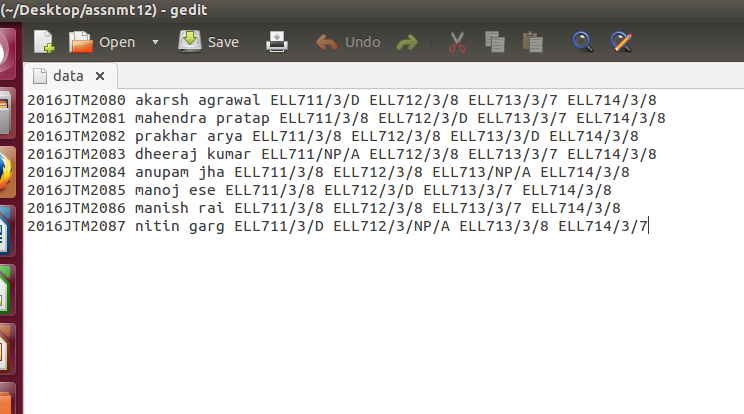 (~/Desktop/assnmt12) - gedit
Open Save Undo
data
2016JTM2080 akarsh agrawal ELL711/3/D ELL712/3/8 ELL713/3/7 ELL714/3/8
2016JTM2081 mahendra pratap ELL711/3/8 ELL712/3/D ELL713/3/7 ELL714/3/8
2016JTM2082 prakhar arya ELL711/3/8 ELL712/3/8 ELL713/3/D ELL714/3/8
2016JTM2083 dheeraj kumar ELL711/NP/A ELL712/3/8 ELL713/3/7 ELL714/3/8
2016JTM2084 anupam jha ELL711/3/8 ELL712/3/8 ELL713/NP/A ELL714/3/8
2016JTM2085 manoj ese ELL711/3/8 ELL712/3/D ELL713/3/7 ELL714/3/8
2016JTM2086 manish rai ELL711/3/8 ELL712/3/8 ELL713/3/7 ELL714/3/8
2016JTM2087 nitin garg ELL711/3/D ELL712/3/NP/A ELL713/3/8 ELL714/3/7